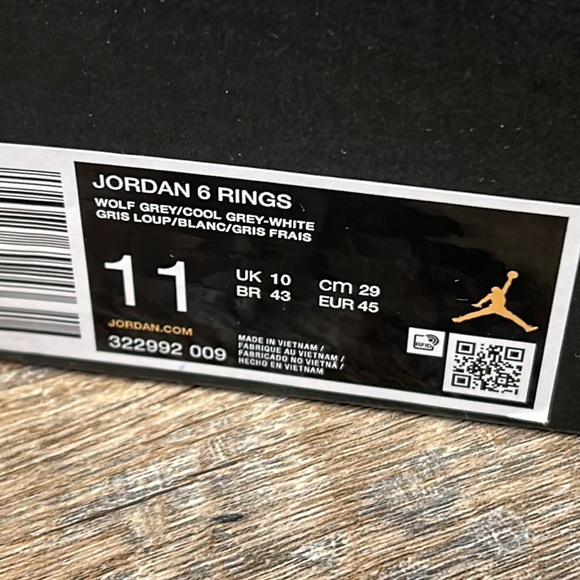 JORDAN 6 RINGS
WOLF GREY/COOL GREY-WHITE
GRIS LOUP/BLANC/GRIS FRAIS
11
UK 10
BR 43
cm 29
EUR 45
JORDAN.COM
322992 009
MADE IN VIETNAM /
FABRIQUE AU VIETNAM /
FABRICADO NO VIETNÃ /
HECHO EN VIETNAM
RFID